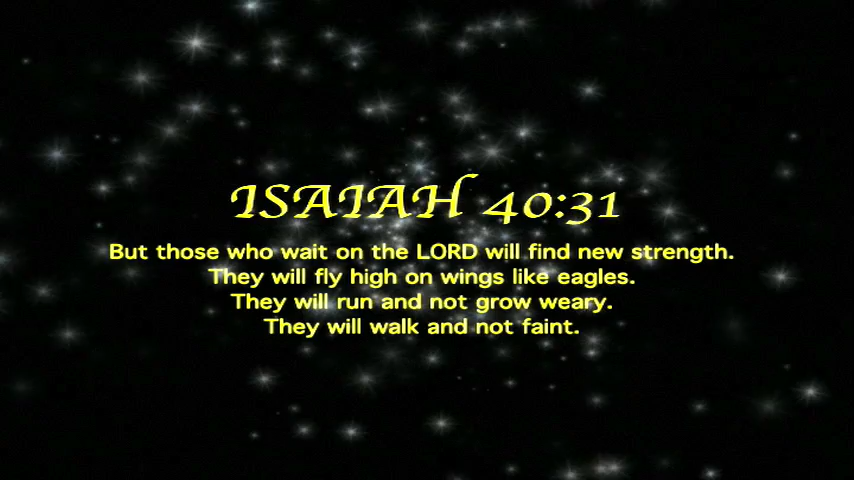 ISAIAH 40:31
But those who wait on the LORD will find new strength.
They will fly high on wings like eagles.
They will run and not grow weary.
They will walk and not faint.